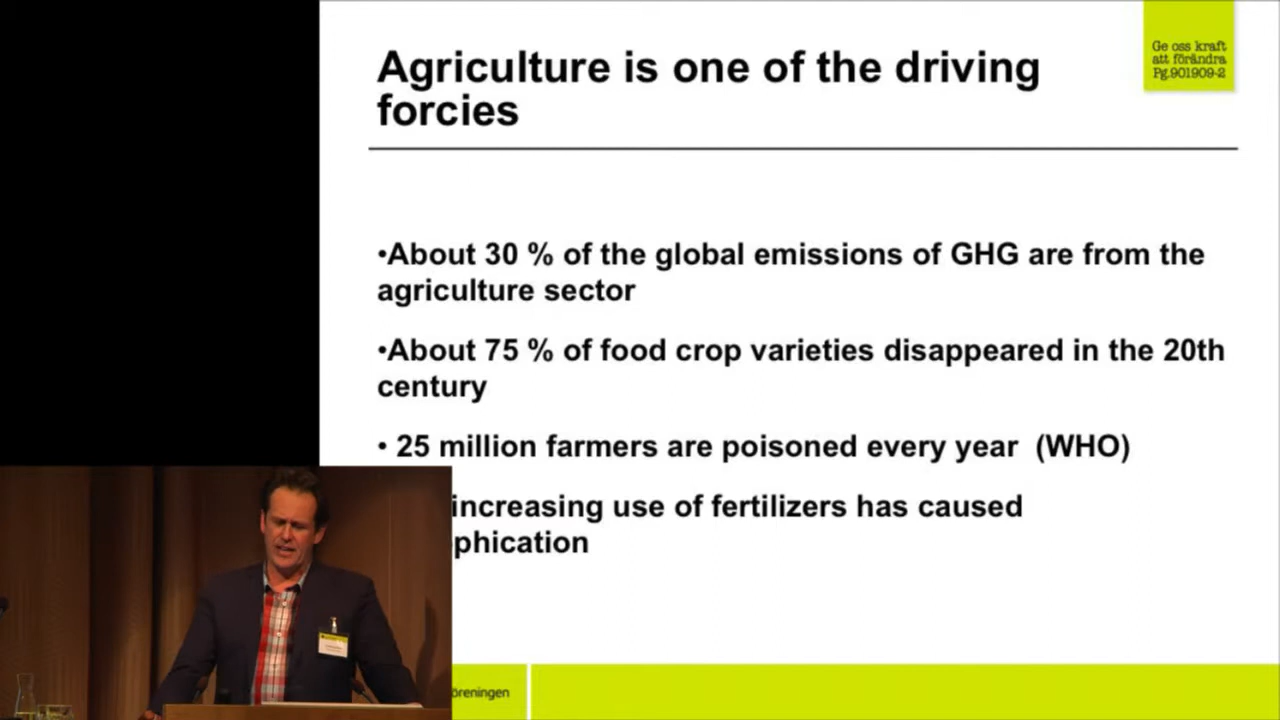 Agriculture is one of the driving
forcies
Ge oss kraft
att förändra
Pg.901909-2
•About 30 % of the global emissions of GHG are from the
agriculture sector
•About 75 % of food crop varieties disappeared in the 20th
century
• 25 million farmers are poisoned every year (WHO)
increasing use of fertilizers has caused
phication
öreningen